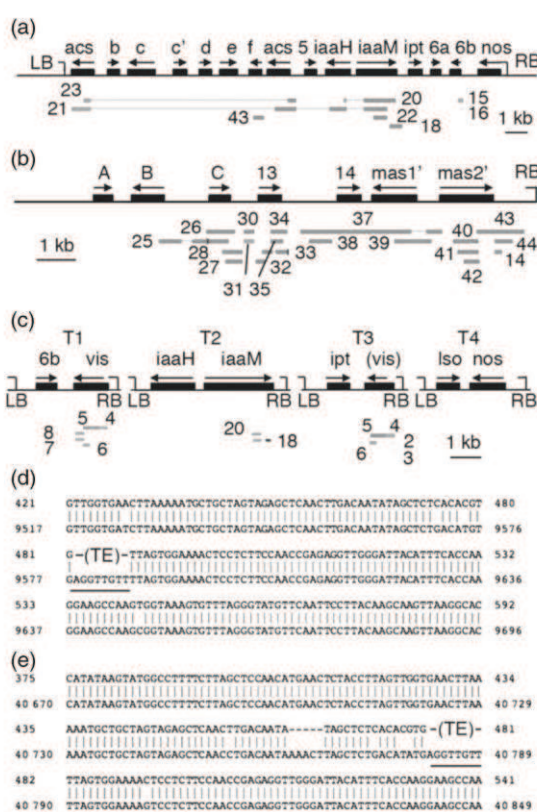 (a)
LB acs b c c' d e f acs 5 iaaH iaaM ipt 6a 6b nos RB
23 20 15
21 43 22 16
18 1 kb
(b)
A B C 13 14 mas1' mas2' RB
26 30 34 37 43
25 40 44
28 33 38 39 41 14
1 kb 27 32 42
31 35
(c)
T1 T2 T3 T4
6b vis iaaH iaaM ipt (vis) lso nos
LB RB LB RB LB RB LB RB
8 5 4 20 5 4 2
7 6 18 6 3 1 kb
(d)
421 GTTGGTGAACTTAAAAATGCTGCTAGTAGAGCTCAACTTGACAATATAGCTCTCACACGT 480
9517 GTTGGTGATCTTAAAAATGCTGCTAGTAGAGCTCAACTTGACAATATAGCTCTGACATGT 9576
481 G –(TE)– TTAGTGGAAAACTCCTCTTCCAACCGAGAGGTTGGGATTACATTTCACCAA 532
9577 GAGGTTGTTTTAGTGGAAAACTCCTCTTCCAACCGAGAGGTTGGGATTACATTTCACCAA 9636
533 GGAAGCCAAGTGGTAAAGTGTTTAGGGTATGTTCAATTCCTTACAAGCAAGTTAAGGCAC 592
9637 GGAAGCCAAGCGGTAAAGTGTTTAGGGTATGTTCAATTCCTTACAAGCAAGTTAAGGCAC 9696
(e)
375 CATATAAGTATGGCCTTTTCTTAGCTCCAACATGAACTCTACCTTAGTTGGTGAACTTAA 434
40 670 CATATAAGTATGGCCTTTTCTTAGCTCCAACATGAACTCTACCTTAGTTGGTGAACTTAA 40 729
435 AAATGCTGCTAGTAGAGCTCAACTTGACAATA-----TAGCTCTCACACGTG –(TE)– 481
40 730 AAATGCTGCTAGTAGAGCTCAACCTGACAATAAAACTTAGCTCTGACATATGAGGTTGTT 40 789
482 TTAGTGGAAAACTCCTCTTCCAACCGAGAGGTTGGGATTACATTTCACCAAGGAAGCCAA 541
40 790 TTAGTGGAAAACTCCTCTTCCAACCGAGAGGTTGGGATTACATTTCACCAAGGAAGCCAA 40 849